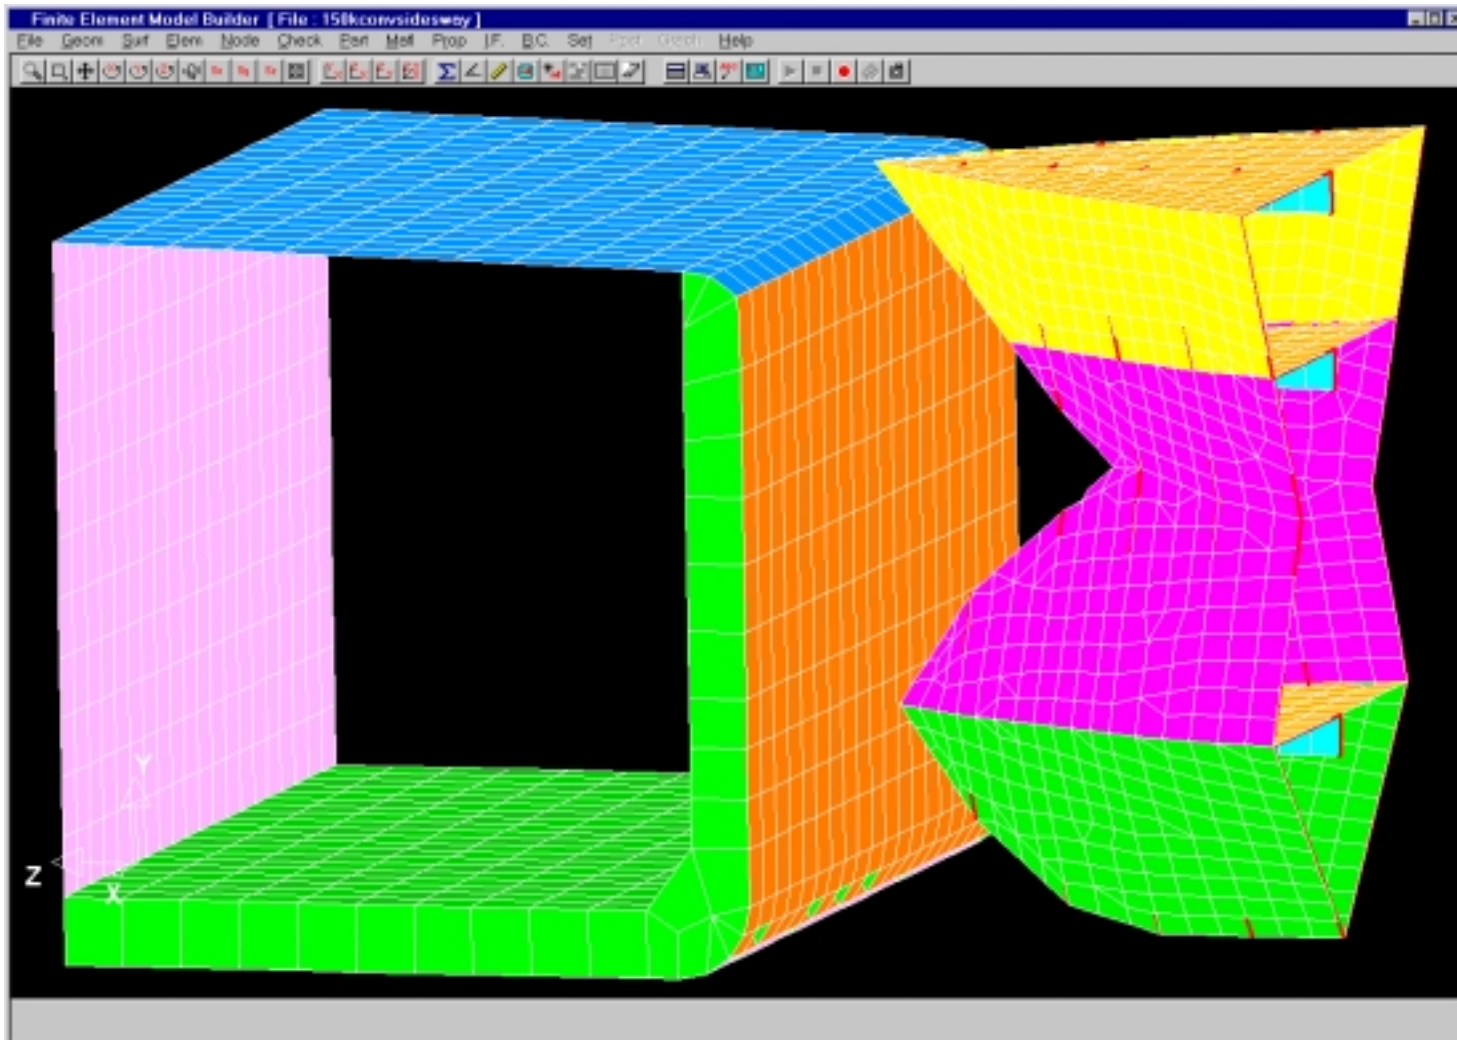 Finite Element Model Builder [ File : 150kconvsidesway ]
File Geom Surf Elem Node Check Part Matl Prop I.F. B.C. Set Post Graph Help
Y
Z
X